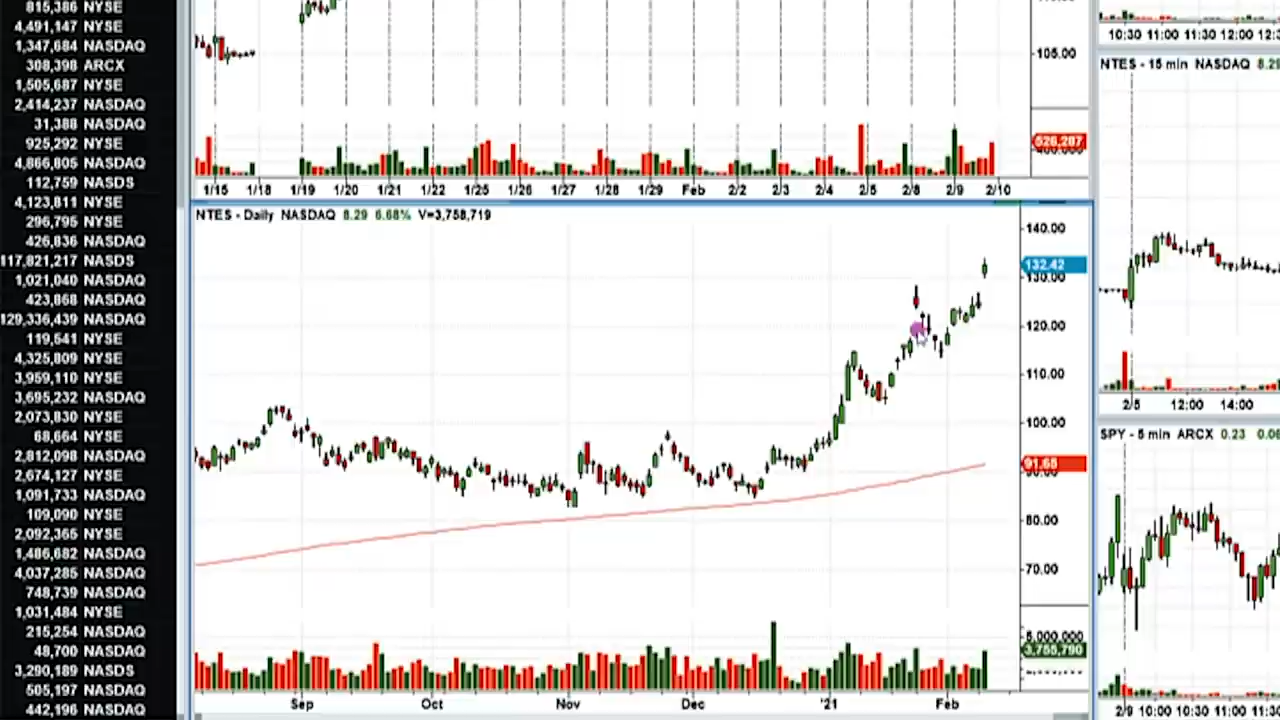 815,386 NYSE
4,491,147 NYSE
1,347,684 NASDAQ
308,398 ARCX
1,505,687 NYSE
2,414,237 NASDAQ
31,388 NASDAQ
925,292 NYSE
4,866,805 NASDAQ
112,759 NASDS
4,123,811 NYSE
296,795 NYSE
426,836 NASDAQ
117,821,217 NASDS
1,021,040 NASDAQ
423,868 NASDAQ
129,336,439 NASDAQ
119,541 NYSE
4,325,809 NYSE
3,959,110 NYSE
3,695,232 NASDAQ
2,073,830 NYSE
68,664 NYSE
2,812,098 NASDAQ
2,674,127 NYSE
1,091,733 NASDAQ
109,090 NYSE
2,092,365 NYSE
1,486,682 NASDAQ
4,037,285 NASDAQ
748,739 NASDAQ
1,031,484 NYSE
215,254 NASDAQ
48,700 NASDAQ
3,290,189 NASDS
505,197 NASDAQ
442,196 NASDAQ
105.00
526,287
1/15 1/18 1/19 1/20 1/21 1/22 1/25 1/26 1/27 1/28 1/29 Feb 2/2 2/3 2/4 2/5 2/8 2/9 2/10
NTES - Daily NASDAQ 8.29 6.68% V=3,758,719
140.00
132.42
130.00
120.00
110.00
100.00
91.65
80.00
70.00
5,000,000
3,755,790
Sep Oct Nov Dec '21 Feb
10:30 11:00 11:30 12:00
NTES - 15 min NASDAQ 8.29
2/5 12:00 14:00
SPY - 5 min ARCX 0.23
2/9 10:00 10:30 11:00 11:30